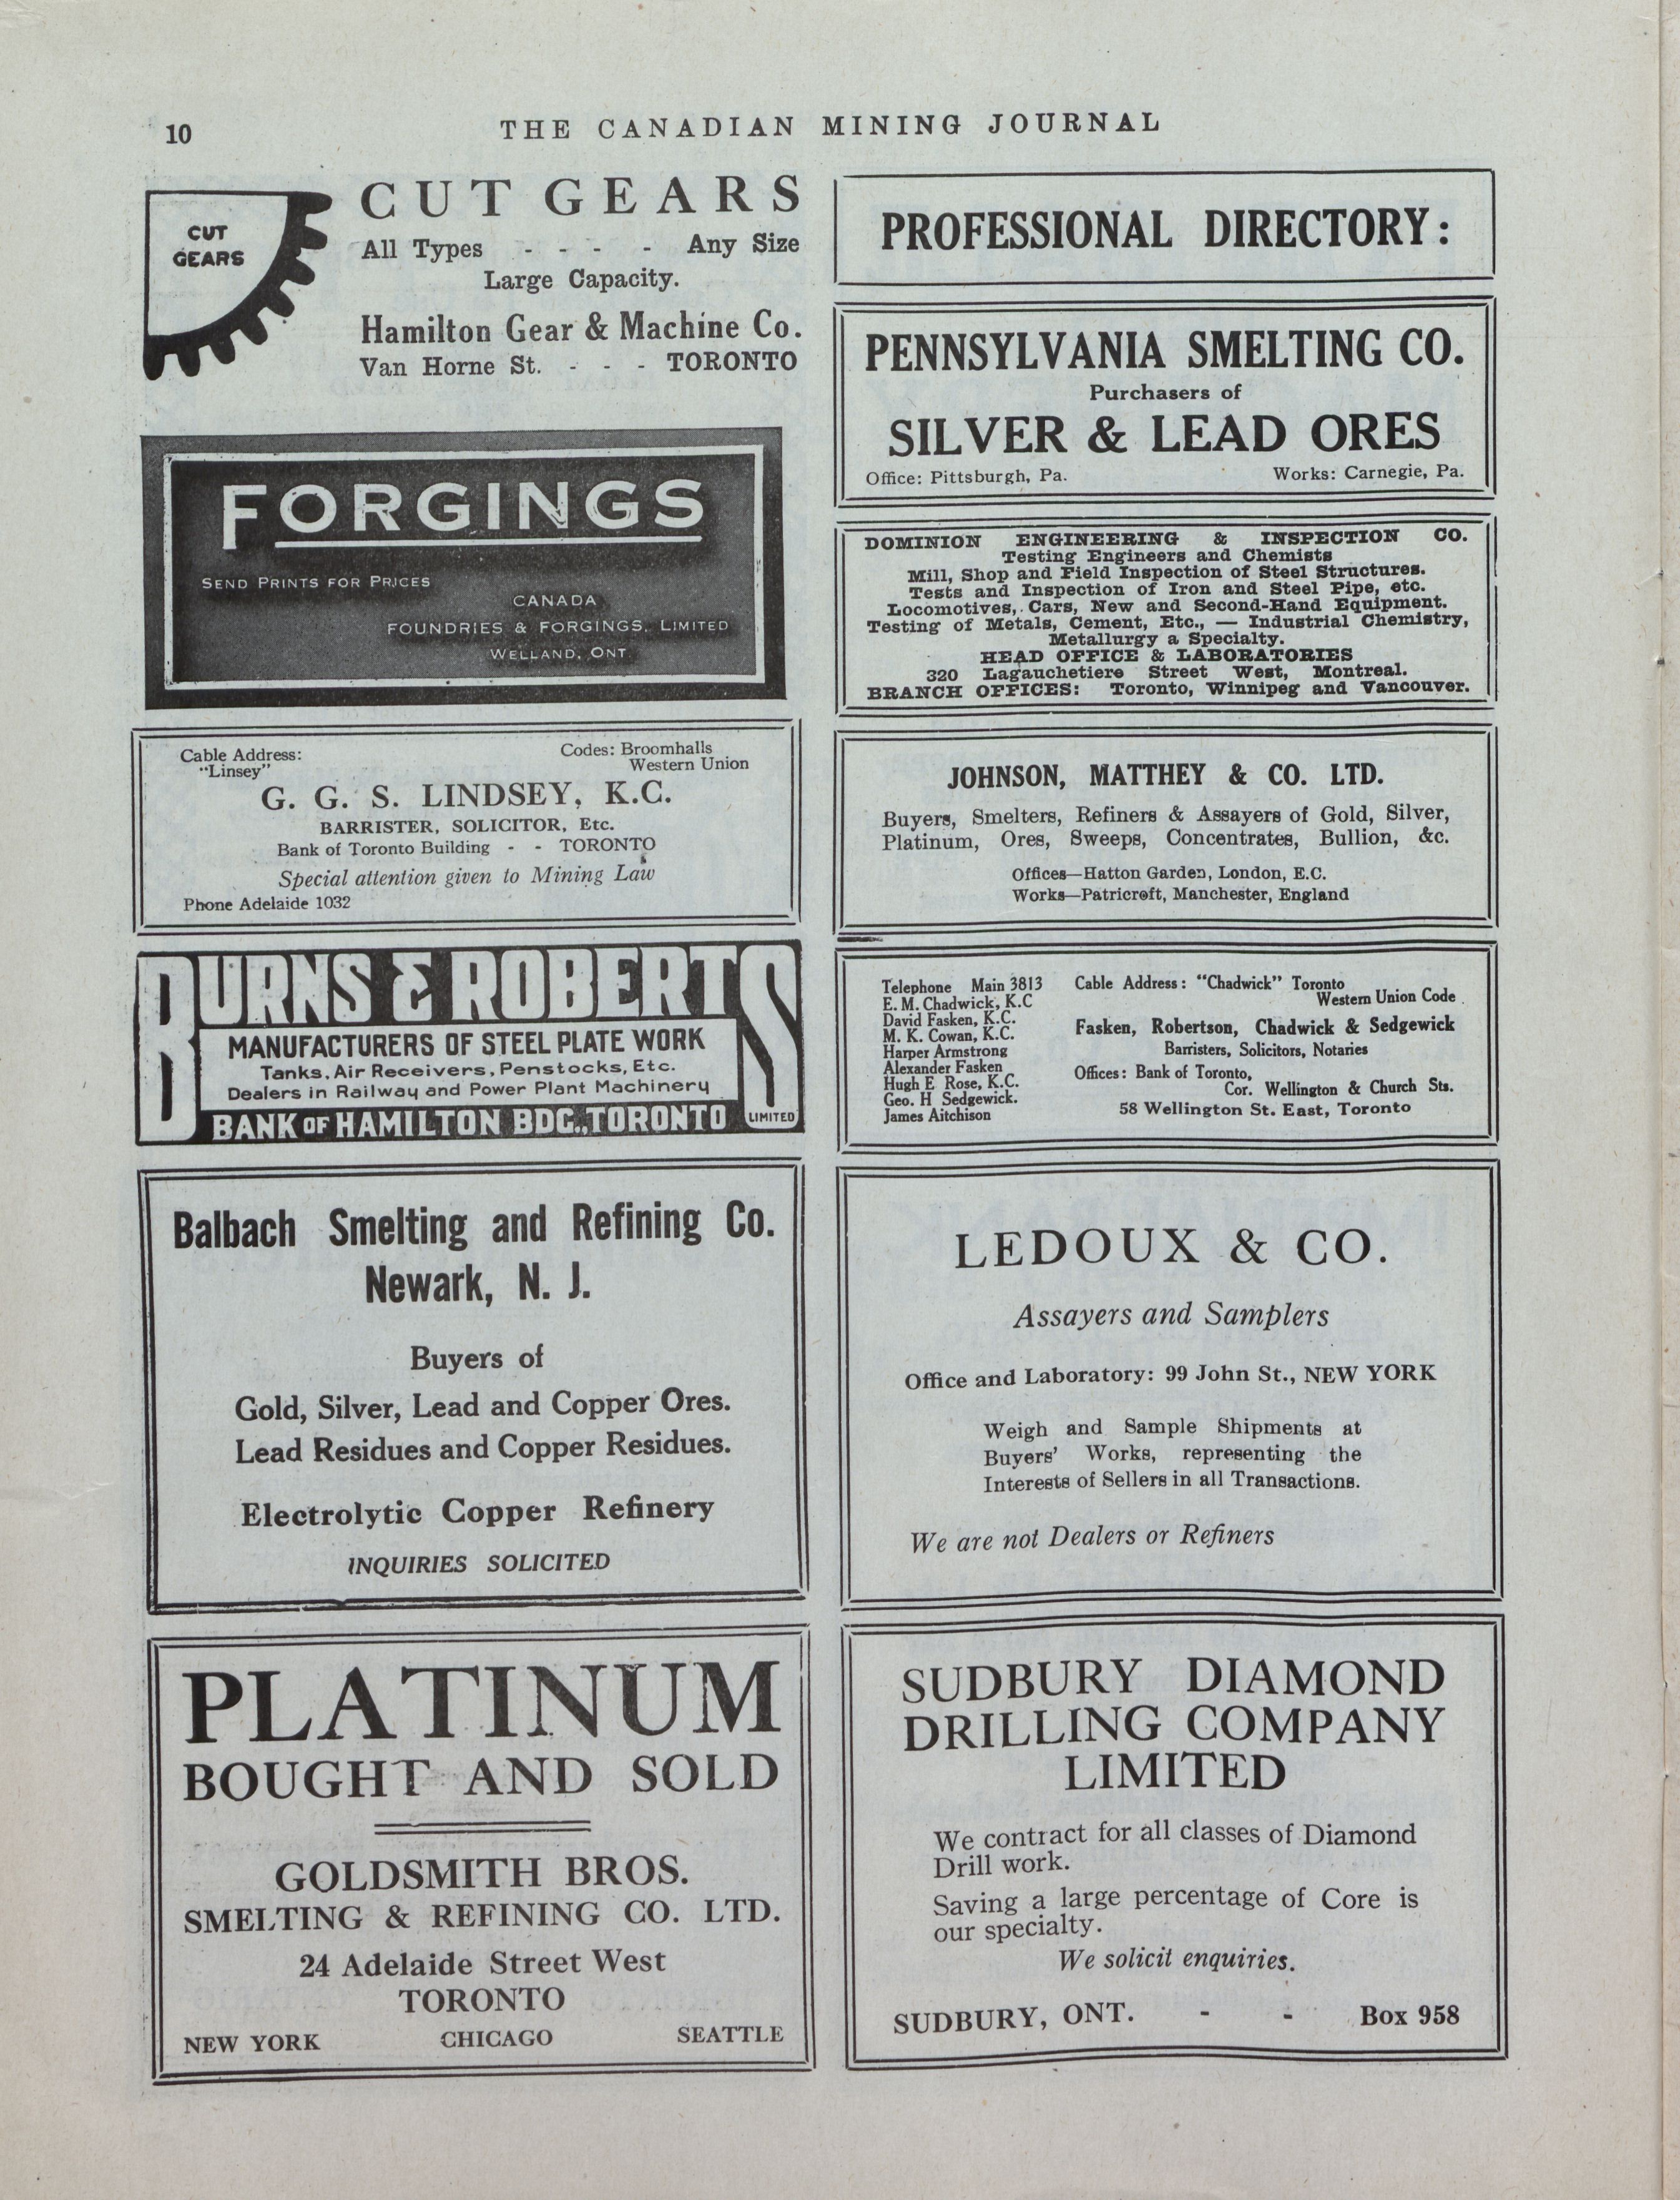 10
THE CANADIAN MINING JOURNAL
CUT
GEARS
CUT GEARS
All Types - - - - Any Size
Large Capacity.
Hamilton Gear & Machine Co.
Van Horne St. - - - TORONTO
FORGINGS
SEND PRINTS FOR PRICES
CANADA
FOUNDRIES & FORGINGS, LIMITED
WELLAND, ONT.
Cable Address:
"Linsey"
Codes: Broomhalls
Western Union
G. G. S. LINDSEY, K.C.
BARRISTER, SOLICITOR, Etc.
Bank of Toronto Building - - TORONTO
Special attention given to Mining Law
Phone Adelaide 1032
BURNS & ROBERTS
LIMITED
MANUFACTURERS OF STEEL PLATE WORK
Tanks, Air Receivers, Penstocks, Etc.
Dealers in Railway and Power Plant Machinery
BANK OF HAMILTON BDG., TORONTO
Balbach Smelting and Refining Co.
Newark, N. J.
Buyers of
Gold, Silver, Lead and Copper Ores.
Lead Residues and Copper Residues.
Electrolytic Copper Refinery
INQUIRIES SOLICITED
PLATINUM
BOUGHT AND SOLD
GOLDSMITH BROS.
SMELTING & REFINING CO. LTD.
24 Adelaide Street West
TORONTO
NEW YORK CHICAGO SEATTLE
PROFESSIONAL DIRECTORY:
PENNSYLVANIA SMELTING CO.
Purchasers of
SILVER & LEAD ORES
Office: Pittsburgh, Pa. Works: Carnegie, Pa.
DOMINION ENGINEERING & INSPECTION CO.
Testing Engineers and Chemists
Mill, Shop and Field Inspection of Steel Structures.
Tests and Inspection of Iron and Steel Pipe, etc.
Locomotives, Cars, New and Second-Hand Equipment.
Testing of Metals, Cement, Etc., — Industrial Chemistry,
Metallurgy a Specialty.
HEAD OFFICE & LABORATORIES
320 Lagauchetiere Street West, Montreal.
BRANCH OFFICES: Toronto, Winnipeg and Vancouver.
JOHNSON, MATTHEY & CO. LTD.
Buyers, Smelters, Refiners & Assayers of Gold, Silver,
Platinum, Ores, Sweeps, Concentrates, Bullion, &c.
Offices—Hatton Garden, London, E.C.
Works—Patricroft, Manchester, England
Telephone Main 3813
E. M. Chadwick, K.C
David Fasken, K.C.
M. K. Cowan, K.C.
Harper Armstrong
Alexander Fasken
Hugh E Rose, K.C.
Geo. H Sedgewick.
James Aitchison
Cable Address: "Chadwick" Toronto
Western Union Code
Fasken, Robertson, Chadwick & Sedgewick
Barristers, Solicitors, Notaries
Offices: Bank of Toronto,
Cor. Wellington & Church Sts.
58 Wellington St. East, Toronto
LEDOUX & CO.
Assayers and Samplers
Office and Laboratory: 99 John St., NEW YORK
Weigh and Sample Shipments at
Buyers' Works, representing the
Interests of Sellers in all Transactions.
We are not Dealers or Refiners
SUDBURY DIAMOND
DRILLING COMPANY
LIMITED
We contract for all classes of Diamond
Drill work.
Saving a large percentage of Core is
our specialty.
We solicit enquiries.
SUDBURY, ONT. - - Box 958